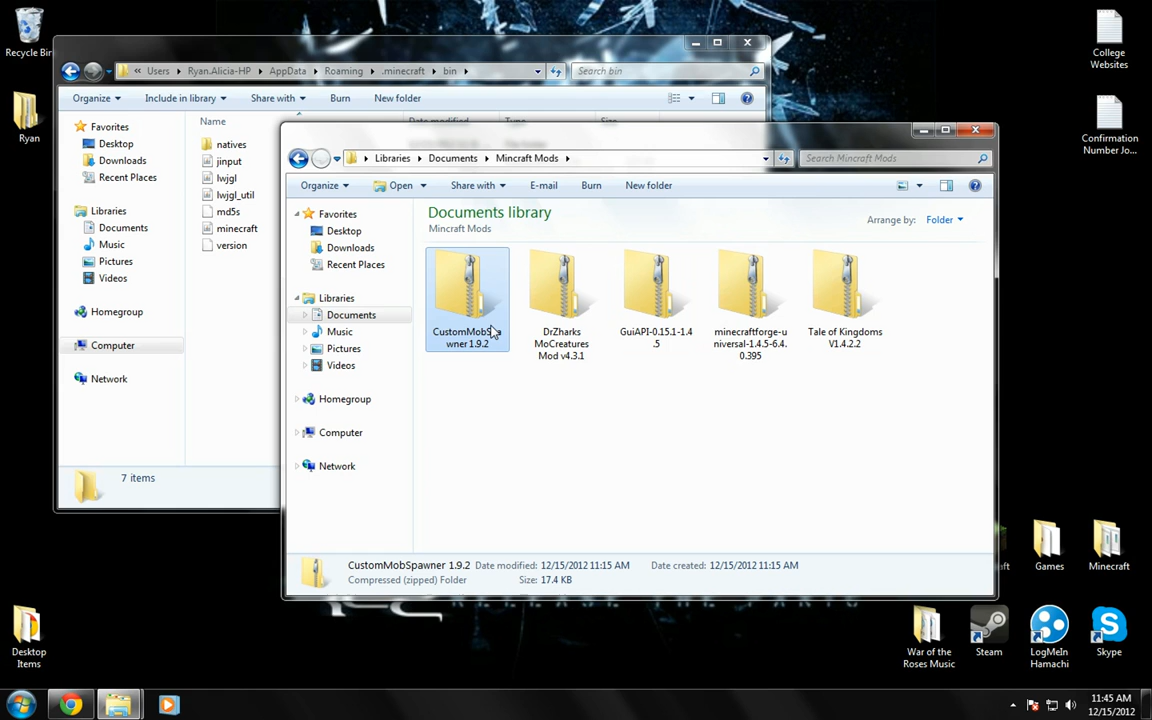 Recycle Bin
Ryan
Desktop
Items
College
Websites
Confirmation
Number Jo...
Users
Ryan.Alicia-HP
AppData
Roaming
.minecraft
bin
Search bin
Organize
Include in library
Share with
Burn
New folder
Favorites
Desktop
Downloads
Recent Places
Libraries
Documents
Music
Pictures
Videos
Homegroup
Computer
Network
Name
Date modified
Type
Size
natives
jinput
lwjgl
lwjgl_util
md5s
minecraft
version
7 items
Libraries
Documents
Mincraft Mods
Search Mincraft Mods
Organize
Open
Share with
E-mail
Burn
New folder
Favorites
Desktop
Downloads
Recent Places
Libraries
Documents
Music
Pictures
Videos
Homegroup
Computer
Network
Documents library
Mincraft Mods
Arrange by:
Folder
CustomMobSpa
wner 1.9.2
DrZharks
MoCreatures
Mod v4.3.1
GuiAPI-0.15.1-1.4
.5
minecraftforge-u
niversal-1.4.5-6.4.
0.395
Tale of Kingdoms
V1.4.2.2
CustomMobSpawner 1.9.2
Date modified: 12/15/2012 11:15 AM
Date created: 12/15/2012 11:15 AM
Compressed (zipped) Folder
Size: 17.4 KB
Games
Minecraft
War of the
Roses Music
Steam
LogMeIn
Hamachi
Skype
11:45 AM
12/15/2012